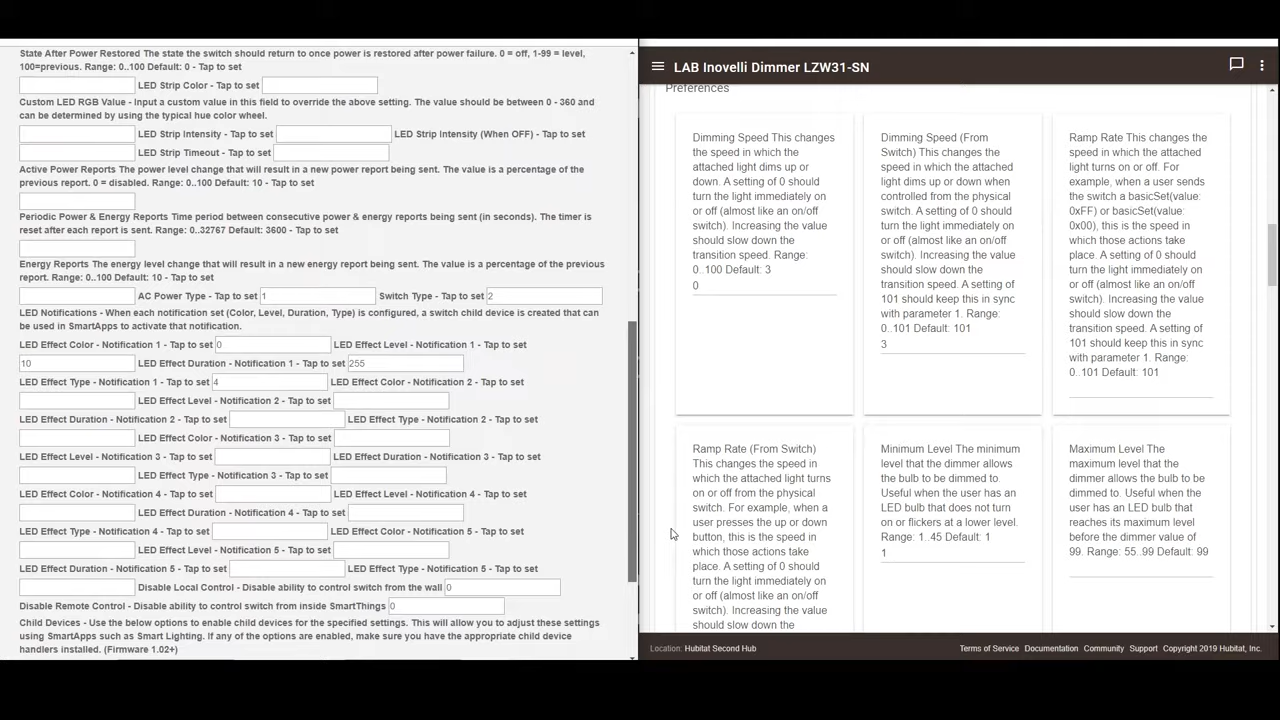 State After Power Restored The state the switch should return to once power is restored after power failure. 0 = off, 1-99 = level,
100=previous. Range: 0..100 Default: 0 - Tap to set
LED Strip Color - Tap to set
Custom LED RGB Value - Input a custom value in this field to override the above setting. The value should be between 0 - 360 and
can be determined by using the typical hue color wheel.
LED Strip Intensity - Tap to set LED Strip Intensity (When OFF) - Tap to set
LED Strip Timeout - Tap to set
Active Power Reports The power level change that will result in a new power report being sent. The value is a percentage of the
previous report. 0 = disabled. Range: 0..100 Default: 10 - Tap to set
Periodic Power & Energy Reports Time period between consecutive power & energy reports being sent (in seconds). The timer is
reset after each report is sent. Range: 0..32767 Default: 3600 - Tap to set
Energy Reports The energy level change that will result in a new energy report being sent. The value is a percentage of the previous
report. Range: 0..100 Default: 10 - Tap to set
AC Power Type - Tap to set 1 Switch Type - Tap to set 2
LED Notifications - When each notification set (Color, Level, Duration, Type) is configured, a switch child device is created that can
be used in SmartApps to activate that notification.
LED Effect Color - Notification 1 - Tap to set 0 LED Effect Level - Notification 1 - Tap to set
10 LED Effect Duration - Notification 1 - Tap to set 255
LED Effect Type - Notification 1 - Tap to set 4 LED Effect Color - Notification 2 - Tap to set
LED Effect Level - Notification 2 - Tap to set
LED Effect Duration - Notification 2 - Tap to set LED Effect Type - Notification 2 - Tap to set
LED Effect Color - Notification 3 - Tap to set
LED Effect Level - Notification 3 - Tap to set LED Effect Duration - Notification 3 - Tap to set
LED Effect Type - Notification 3 - Tap to set
LED Effect Color - Notification 4 - Tap to set LED Effect Level - Notification 4 - Tap to set
LED Effect Duration - Notification 4 - Tap to set
LED Effect Type - Notification 4 - Tap to set LED Effect Color - Notification 5 - Tap to set
LED Effect Level - Notification 5 - Tap to set
LED Effect Duration - Notification 5 - Tap to set LED Effect Type - Notification 5 - Tap to set
Disable Local Control - Disable ability to control switch from the wall 0
Disable Remote Control - Disable ability to control switch from inside SmartThings 0
Child Devices - Use the below options to enable child devices for the specified settings. This will allow you to adjust these settings
using SmartApps such as Smart Lighting. If any of the options are enabled, make sure you have the appropriate child device
handlers installed. (Firmware 1.02+)
LAB Inovelli Dimmer LZW31-SN
Preferences
Dimming Speed This changes
the speed in which the
attached light dims up or
down. A setting of 0 should
turn the light immediately on
or off (almost like an on/off
switch). Increasing the value
should slow down the
transition speed. Range:
0..100 Default: 3
0
Dimming Speed (From
Switch) This changes the
speed in which the attached
light dims up or down when
controlled from the physical
switch. A setting of 0 should
turn the light immediately on
or off (almost like an on/off
switch). Increasing the value
should slow down the
transition speed. A setting of
101 should keep this in sync
with parameter 1. Range:
0..101 Default: 101
3
Ramp Rate This changes the
speed in which the attached
light turns on or off. For
example, when a user sends
the switch a basicSet(value:
0xFF) or basicSet(value:
0x00), this is the speed in
which those actions take
place. A setting of 0 should
turn the light immediately on
or off (almost like an on/off
switch). Increasing the value
should slow down the
transition speed. A setting of
101 should keep this in sync
with parameter 1. Range:
0..101 Default: 101
Ramp Rate (From Switch)
This changes the speed in
which the attached light turns
on or off from the physical
switch. For example, when a
user presses the up or down
button, this is the speed in
which those actions take
place. A setting of 0 should
turn the light immediately on
or off (almost like an on/off
switch). Increasing the value
should slow down the
Minimum Level The minimum
level that the dimmer allows
the bulb to be dimmed to.
Useful when the user has an
LED bulb that does not turn
on or flickers at a lower level.
Range: 1..45 Default: 1
1
Maximum Level The
maximum level that the
dimmer allows the bulb to be
dimmed to. Useful when the
user has an LED bulb that
reaches its maximum level
before the dimmer value of
99. Range: 55..99 Default: 99
Location: Hubitat Second Hub
Terms of Service Documentation Community Support Copyright 2019 Hubitat, Inc.